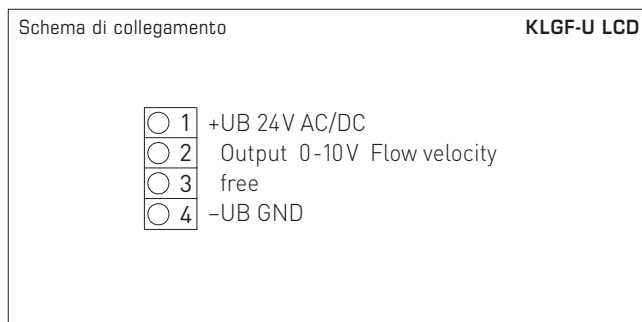 Schema di collegamento KLGF-U LCD
1 +UB 24V AC/DC
2 Output 0-10V Flow velocity
3 free
4 –UB GND